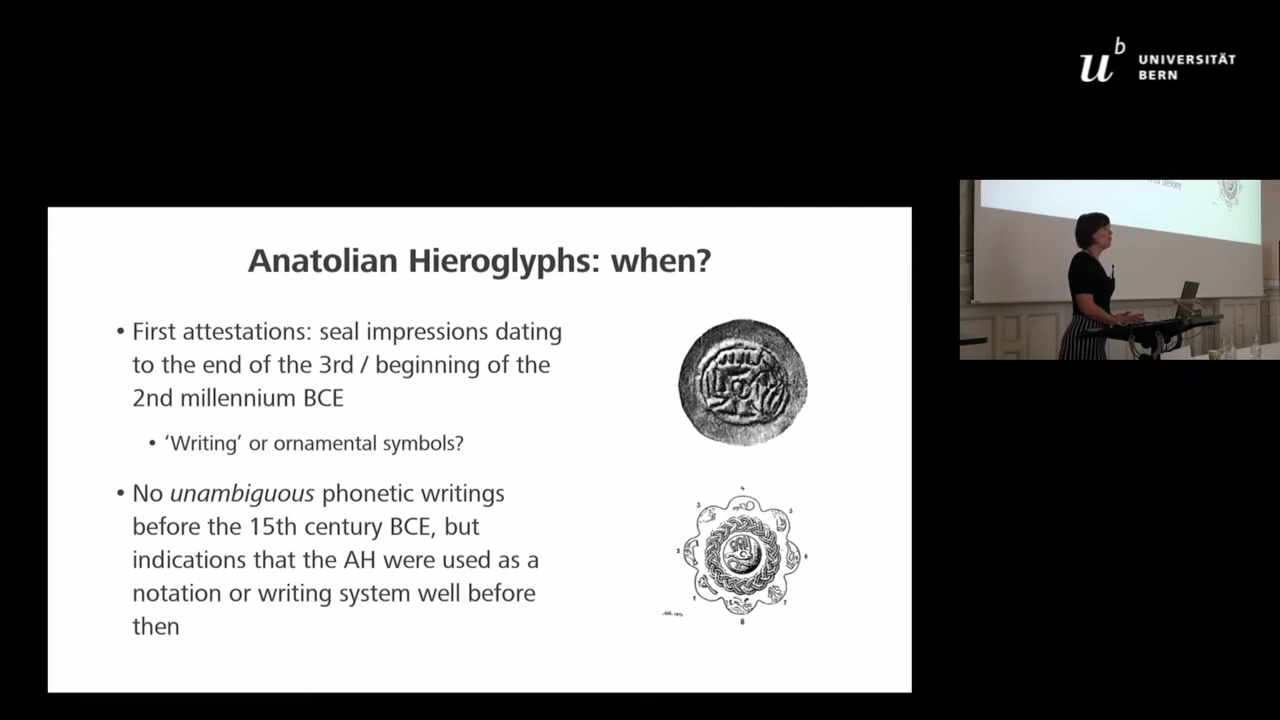 u^b UNIVERSITÄT
BERN
Anatolian Hieroglyphs: when?
• First attestations: seal impressions dating
to the end of the 3rd / beginning of the
2nd millennium BCE
• ‘Writing’ or ornamental symbols?
• No unambiguous phonetic writings
before the 15th century BCE, but
indications that the AH were used as a
notation or writing system well before
then